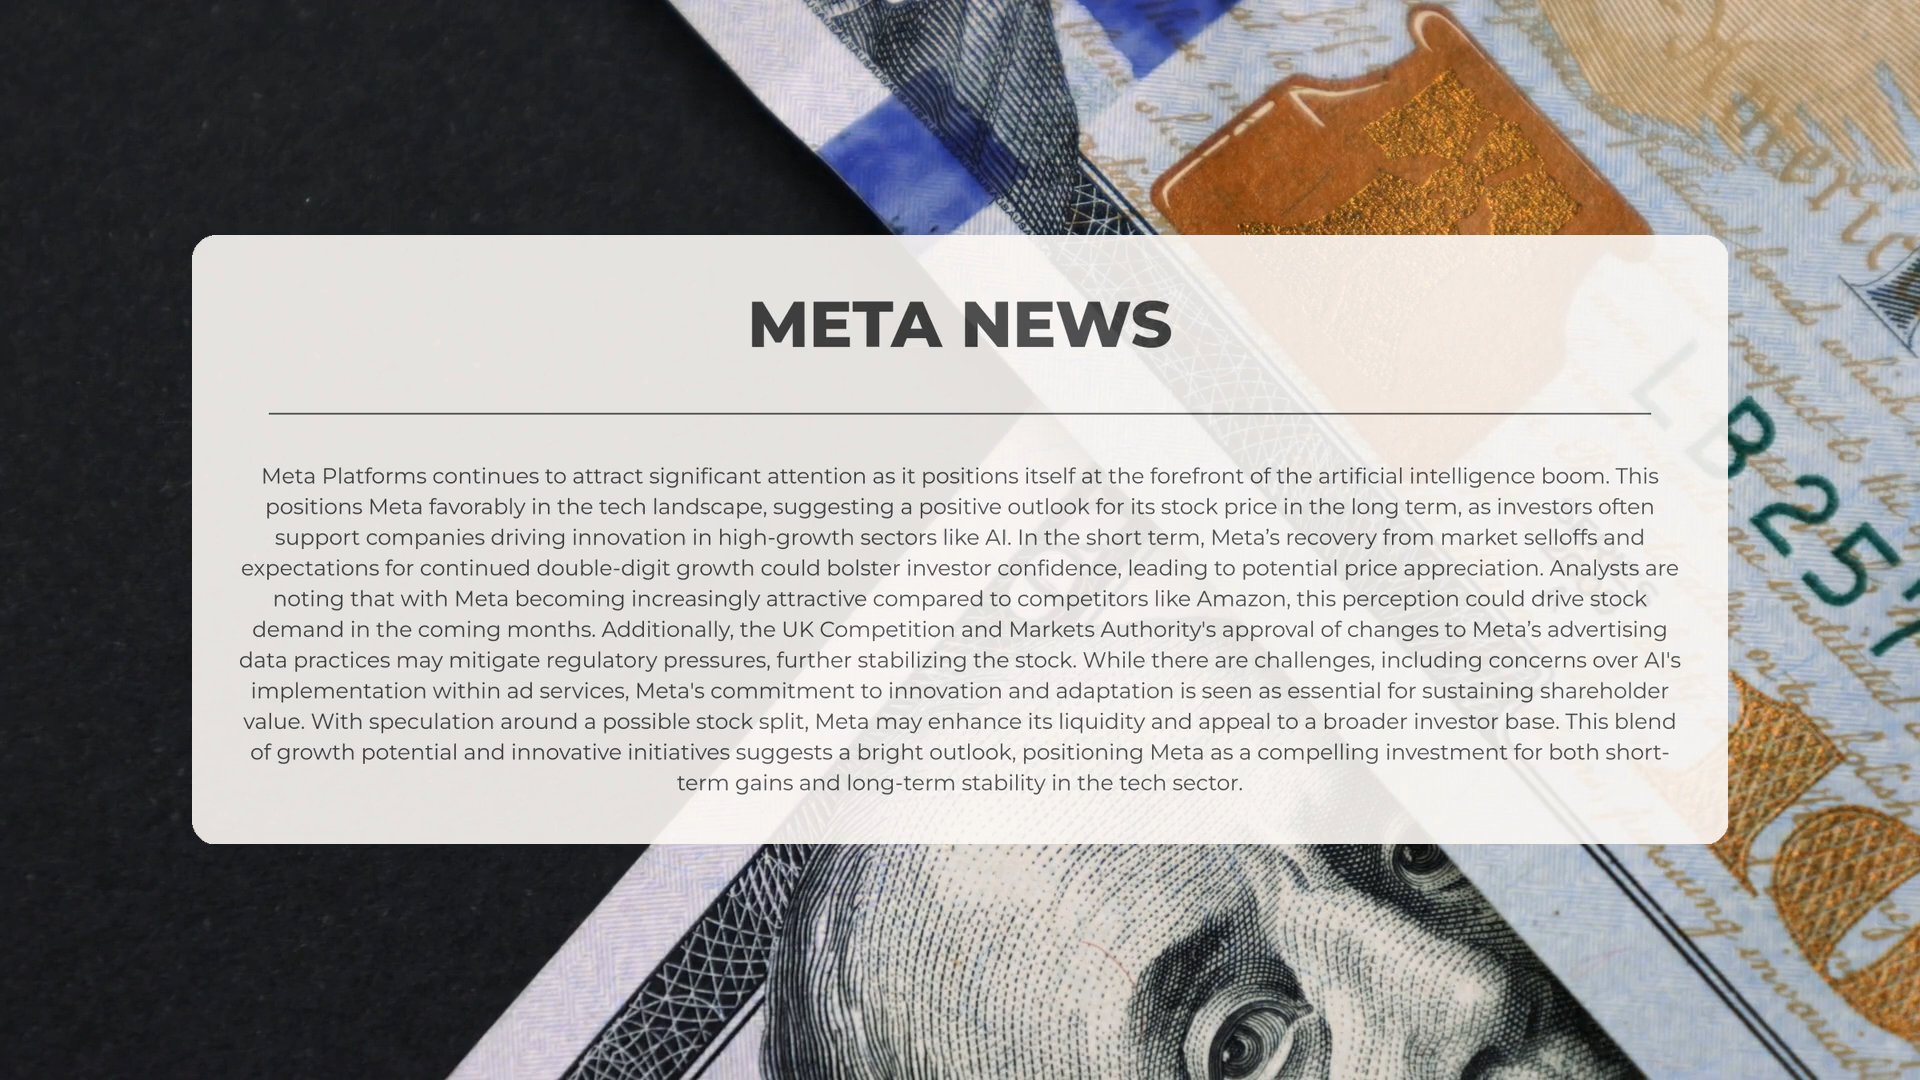 META NEWS
Meta Platforms continues to attract significant attention as it positions itself at the forefront of the artificial intelligence boom. This
positions Meta favorably in the tech landscape, suggesting a positive outlook for its stock price in the long term, as investors often
support companies driving innovation in high-growth sectors like AI. In the short term, Meta’s recovery from market selloffs and
expectations for continued double-digit growth could bolster investor confidence, leading to potential price appreciation. Analysts are
noting that with Meta becoming increasingly attractive compared to competitors like Amazon, this perception could drive stock
demand in the coming months. Additionally, the UK Competition and Markets Authority's approval of changes to Meta’s advertising
data practices may mitigate regulatory pressures, further stabilizing the stock. While there are challenges, including concerns over AI's
implementation within ad services, Meta's commitment to innovation and adaptation is seen as essential for sustaining shareholder
value. With speculation around a possible stock split, Meta may enhance its liquidity and appeal to a broader investor base. This blend
of growth potential and innovative initiatives suggests a bright outlook, positioning Meta as a compelling investment for both short-
term gains and long-term stability in the tech sector.
LB25